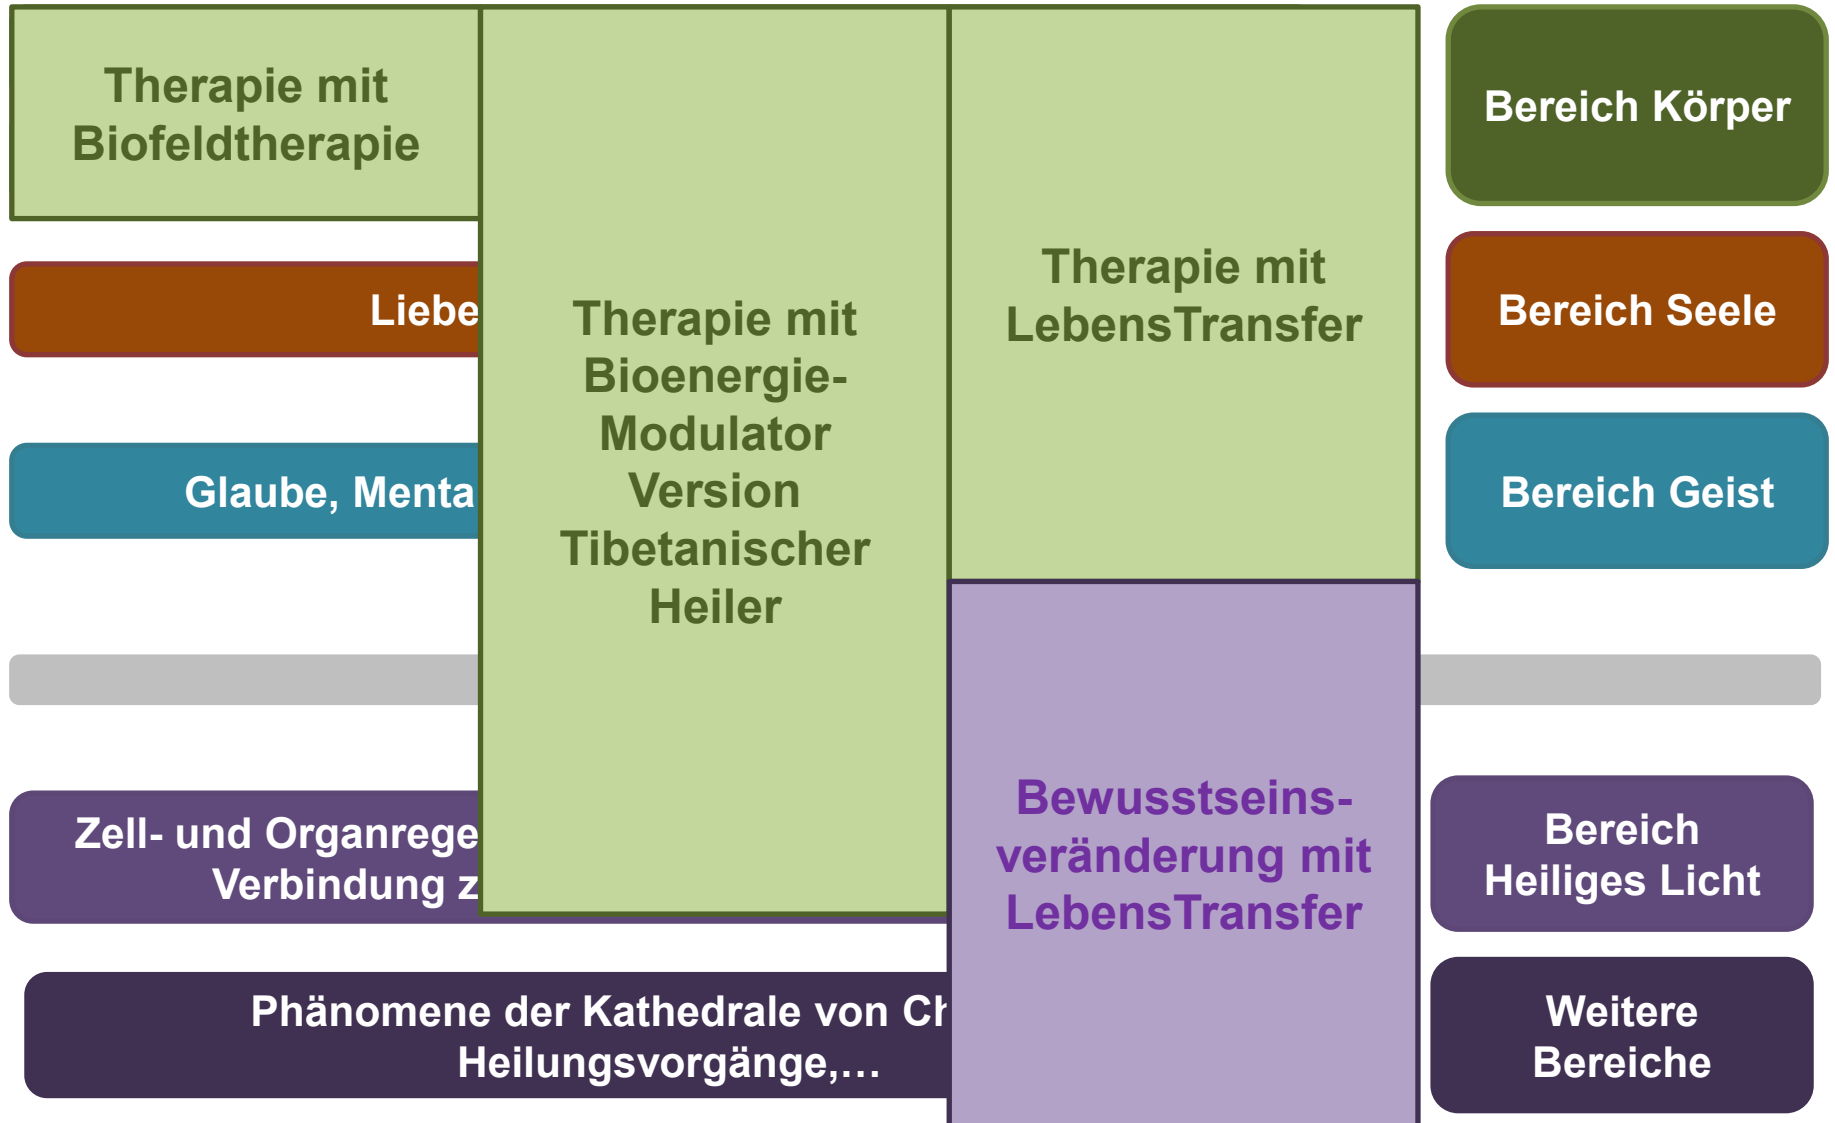 Therapie mit
Biofeldtherapie
Therapie mit
Bioenergie-
Modulator
Version
Tibetanischer
Heiler
Therapie mit
LebensTransfer
Bereich Körper
Liebe
Bereich Seele
Glaube, Menta
Bereich Geist
Bewusstseins-
veränderung mit
LebensTransfer
Zell- und Organrege
Verbindung z
Bereich
Heiliges Licht
Phänomene der Kathedrale von Ch
Heilungsvorgänge,…
Weitere
Bereiche